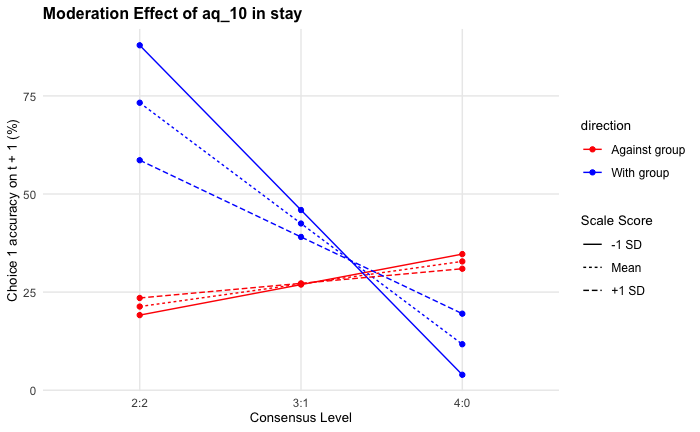 Moderation Effect of aq_10 in stay
Choice 1 accuracy on t + 1 (%)
75
50
25
0
2:2
3:1
4:0
Consensus Level
direction
Against group
With group
Scale Score
-1 SD
Mean
+1 SD